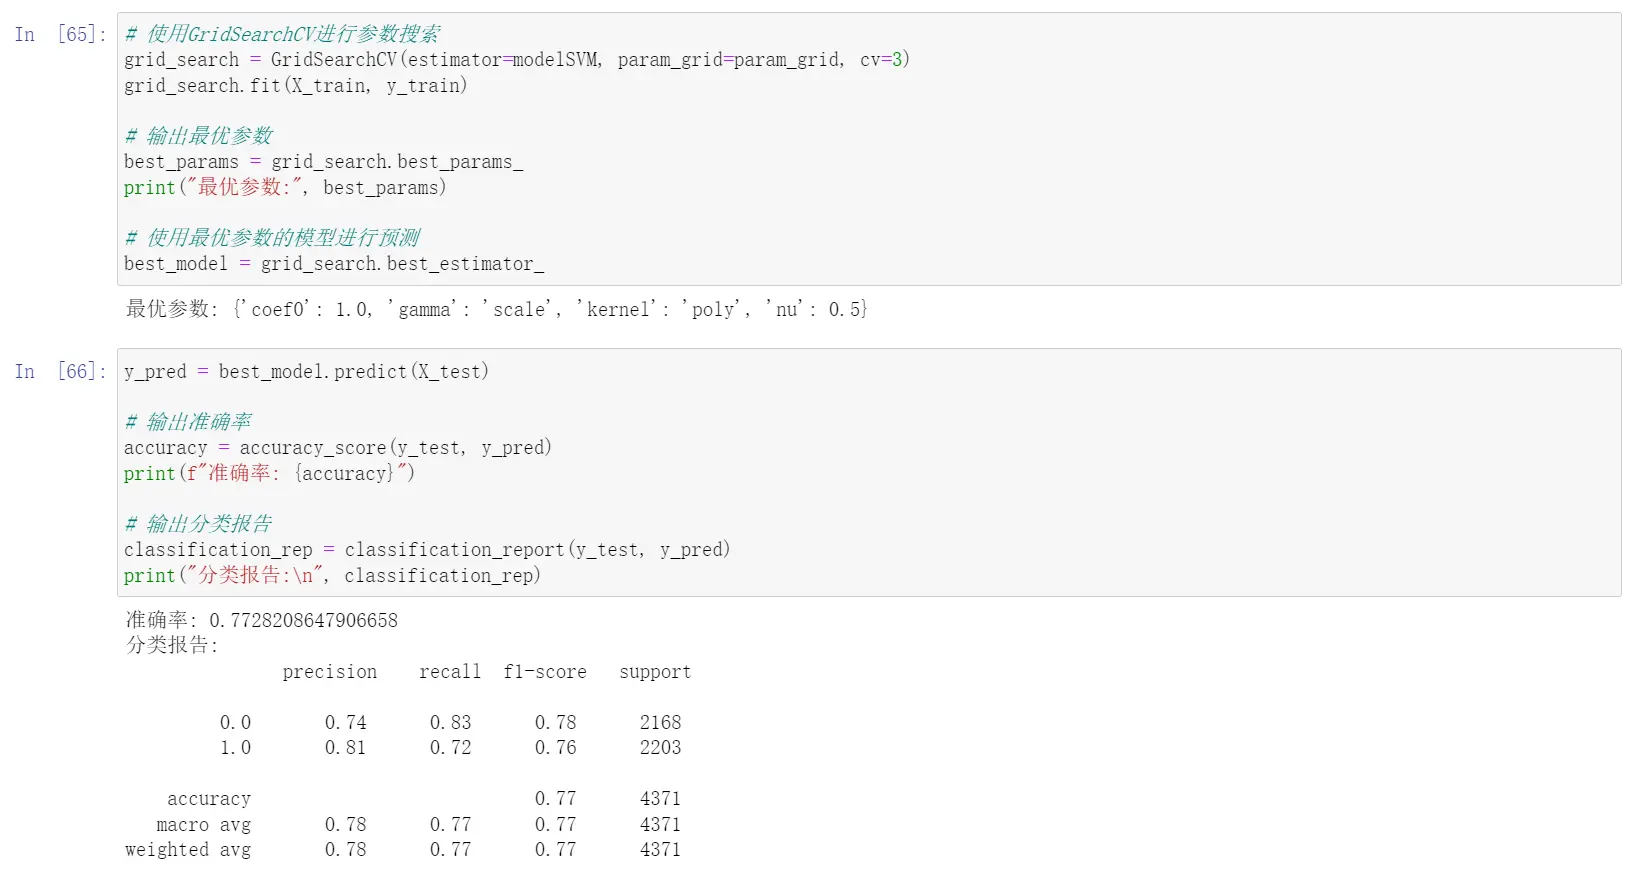 In [65]: # 使用GridSearchCV进行参数搜索
grid_search = GridSearchCV(estimator=modelSVM, param_grid=param_grid, cv=3)
grid_search.fit(X_train, y_train)
# 输出最优参数
best_params = grid_search.best_params_
print("最优参数:", best_params)
# 使用最优参数的模型进行预测
best_model = grid_search.best_estimator_
最优参数: {'coef0': 1.0, 'gamma': 'scale', 'kernel': 'poly', 'nu': 0.5}
In [66]: y_pred = best_model.predict(X_test)
# 输出准确率
accuracy = accuracy_score(y_test, y_pred)
print(f"准确率: {accuracy}")
# 输出分类报告
classification_rep = classification_report(y_test, y_pred)
print("分类报告:\n", classification_rep)
准确率: 0.7728208647906658
分类报告:
precision recall f1-score support
0.0 0.74 0.83 0.78 2168
1.0 0.81 0.72 0.76 2203
accuracy 0.77 4371
macro avg 0.78 0.77 0.77 4371
weighted avg 0.78 0.77 0.77 4371